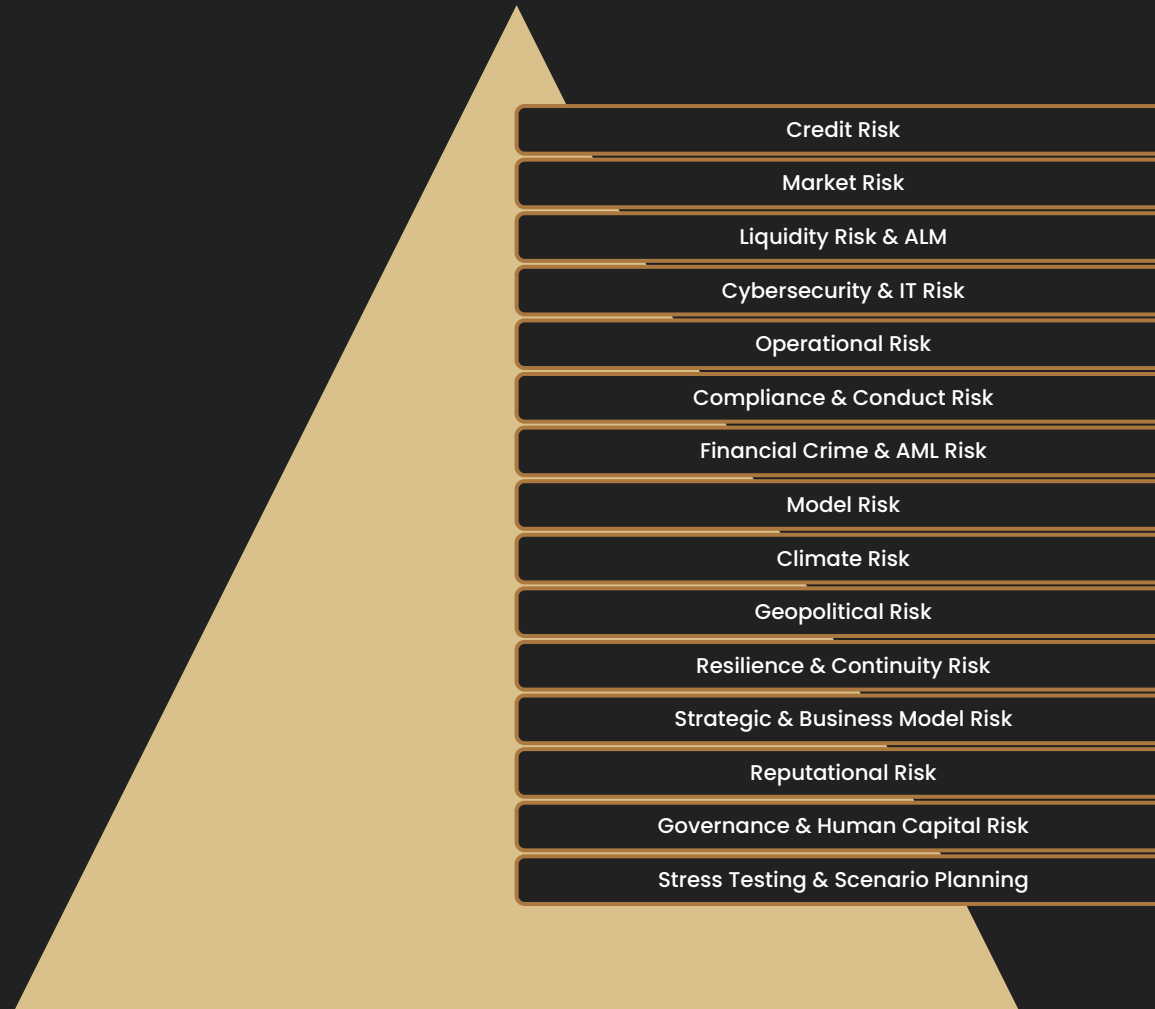 Credit Risk
Market Risk
Liquidity Risk & ALM
Cybersecurity & IT Risk
Operational Risk
Compliance & Conduct Risk
Financial Crime & AML Risk
Model Risk
Climate Risk
Geopolitical Risk
Resilience & Continuity Risk
Strategic & Business Model Risk
Reputational Risk
Governance & Human Capital Risk
Stress Testing & Scenario Planning